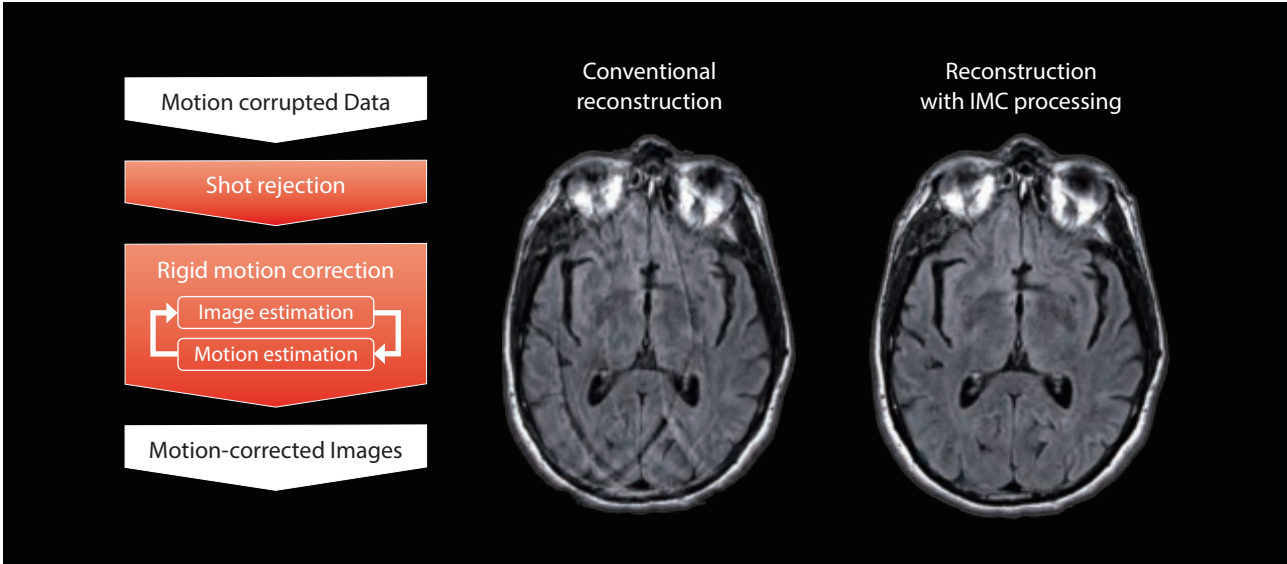 Motion corrupted Data
Shot rejection
Rigid motion correction
Image estimation
Motion estimation
Motion-corrected Images
Conventional
reconstruction
Reconstruction
with IMC processing